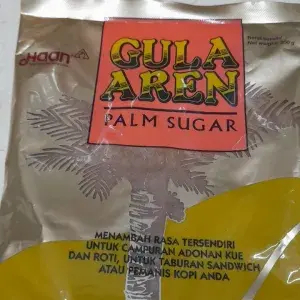 Haan
GULA
AREN
PALM SUGAR
MENAMBAH RASA TERSENDIRI
UNTUK CAMPURAN ADONAN KUE
DAN ROTI, UNTUK TABURAN SANDWICH
ATAU PEMANIS KOPI ANDA